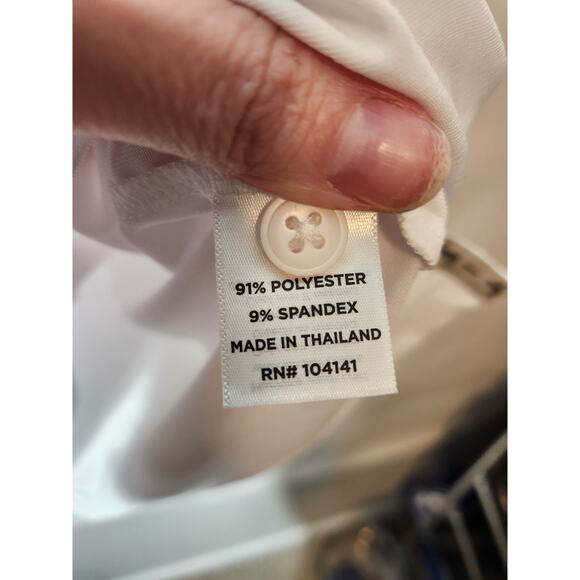 91% POLYESTER
9% SPANDEX
MADE IN THAILAND
RN# 104141